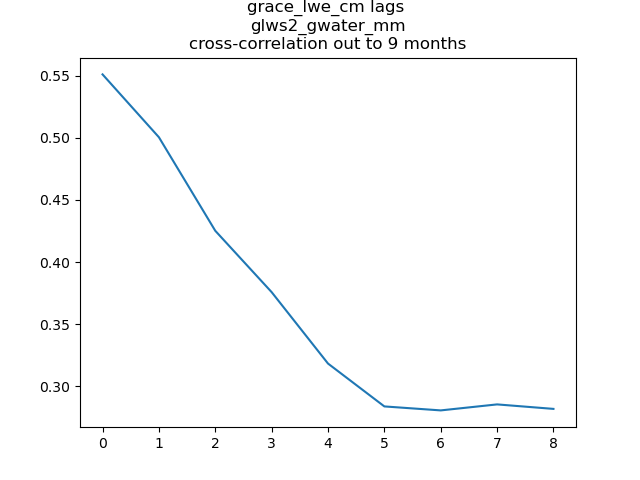 grace_lwe_cm lags
glws2_gwater_mm
cross-correlation out to 9 months
0.55
0.50
0.45
0.40
0.35
0.30
0 1 2 3 4 5 6 7 8